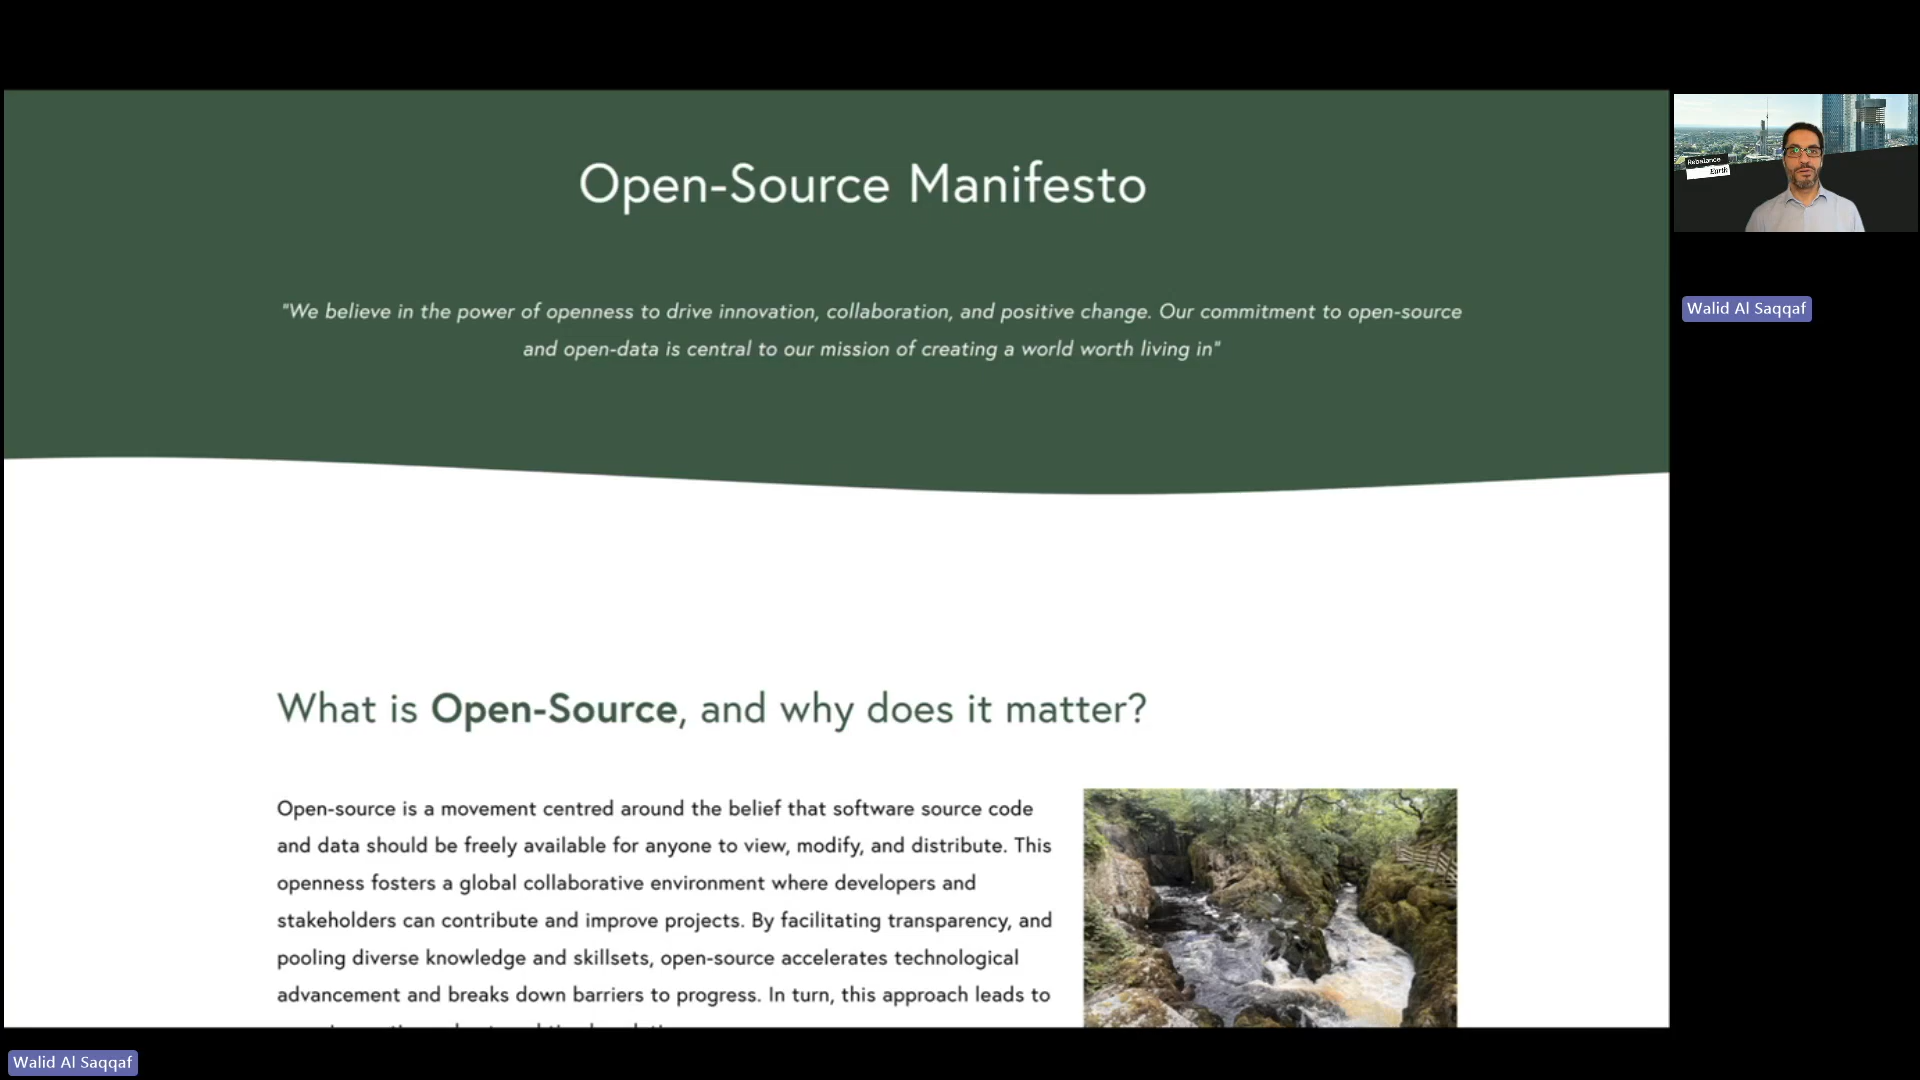 Open-Source Manifesto
"We believe in the power of openness to drive innovation, collaboration, and positive change. Our commitment to open-source
and open-data is central to our mission of creating a world worth living in"
Rebalance
Earth
Walid Al Saqqaf
What is Open-Source, and why does it matter?
Open-source is a movement centred around the belief that software source code
and data should be freely available for anyone to view, modify, and distribute. This
openness fosters a global collaborative environment where developers and
stakeholders can contribute and improve projects. By facilitating transparency, and
pooling diverse knowledge and skillsets, open-source accelerates technological
advancement and breaks down barriers to progress. In turn, this approach leads to
Walid Al Saqqaf